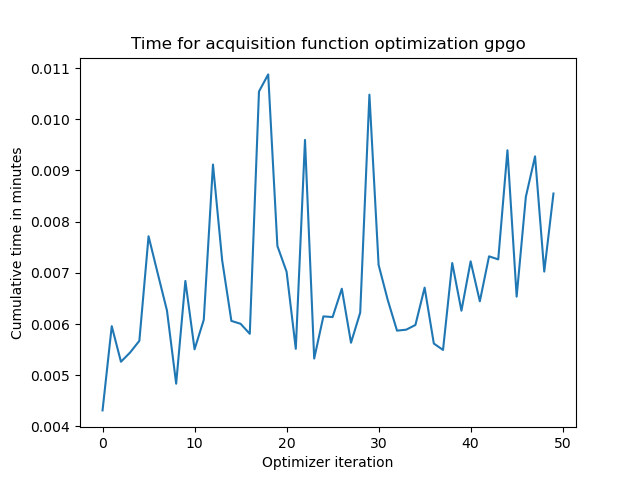 Time for acquisition function optimization gpgo
0.011
0.010
0.009
0.008
0.007
0.006
0.005
0.004
Cumulative time in minutes
0 10 20 30 40 50
Optimizer iteration